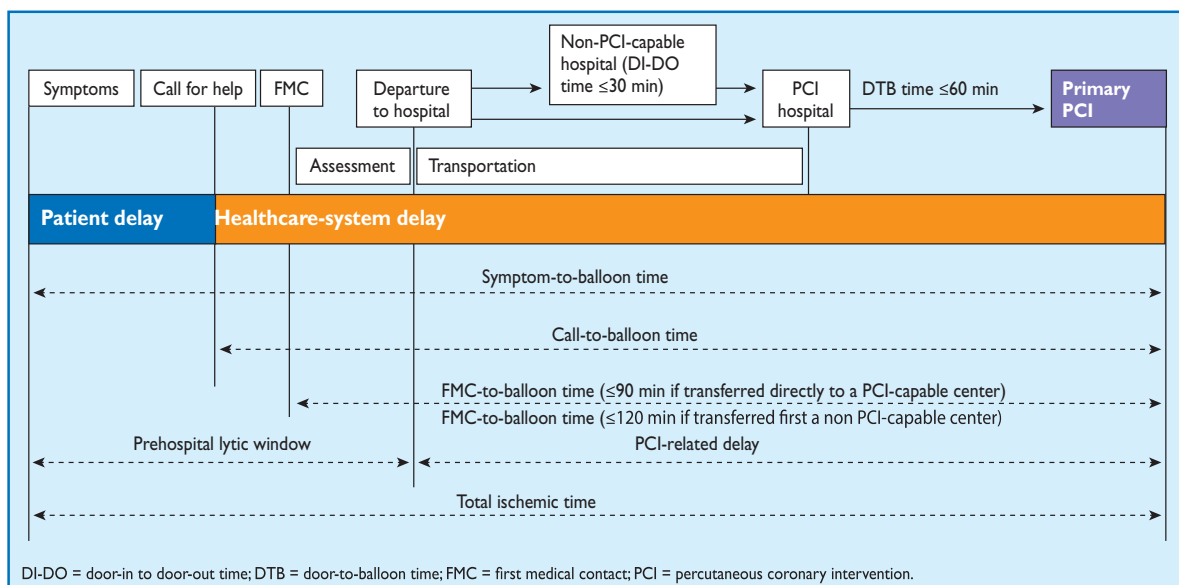 Non-PCI-capable
hospital (DI-DO
time ≤30 min)
Symptoms
Call for help
FMC
Departure
to hospital
PCI
hospital
DTB time ≤60 min
Primary
PCI
Assessment
Transportation
Patient delay
Healthcare-system delay
Symptom-to-balloon time
Call-to-balloon time
FMC-to-balloon time (≤90 min if transferred directly to a PCI-capable center)
FMC-to-balloon time (≤120 min if transferred first a non PCI-capable center)
Prehospital lytic window
PCI-related delay
Total ischemic time
DI-DO = door-in to door-out time; DTB = door-to-balloon time; FMC = first medical contact; PCI = percutaneous coronary intervention.